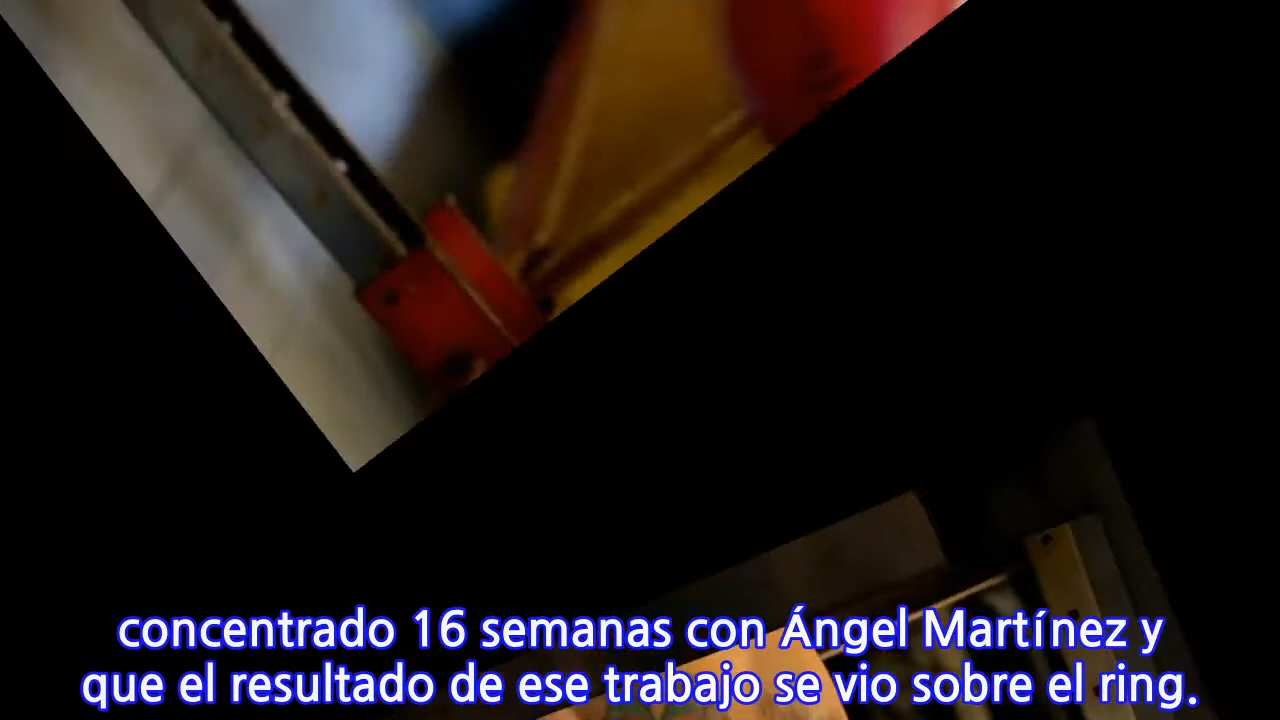 concentrado 16 semanas con Ángel Martínez y
que el resultado de ese trabajo se vio sobre el ring.